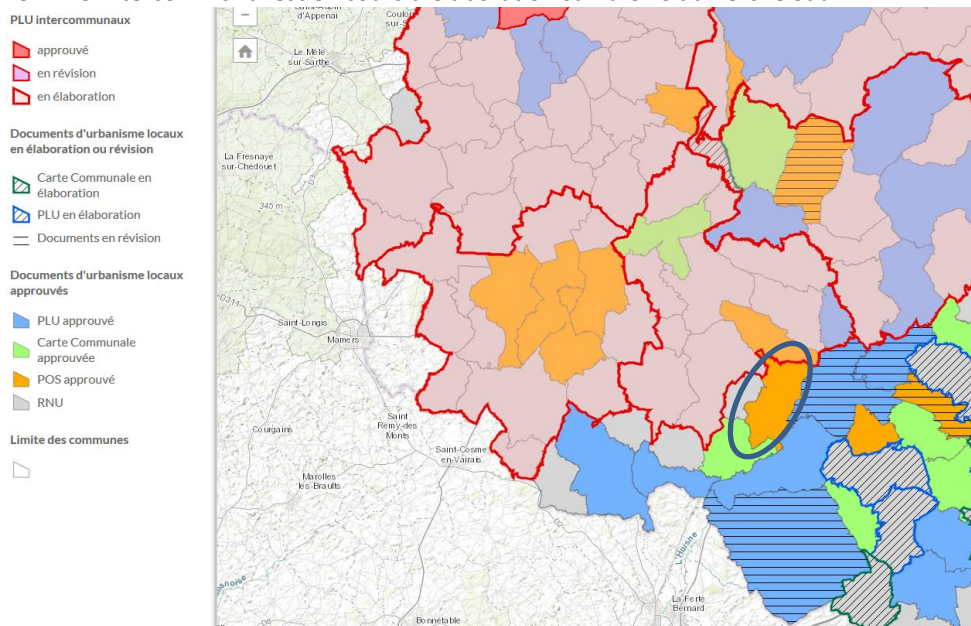 PLU intercommunaux
approuvé
en révision
en élaboration
Documents d'urbanisme locaux
en élaboration ou révision
Carte Communale en
élaboration
PLU en élaboration
Documents en révision
Documents d'urbanisme locaux
approuvés
PLU approuvé
Carte Communale
approuvée
POS approuvé
RNU
Limite des communes
d'Appenai
Le Mêle
sur-Sarthe
La Fresnaye
sur-Chédouet
345 m
D3
D311
Saint-Longis
Mamers
Courgains
Saint
Rémy-des
Monts
Saint-Cosme
en-Vairais
Marolles
les-Braults
D2
L'Huisne
La Ferté
Bernard
Bonnétable